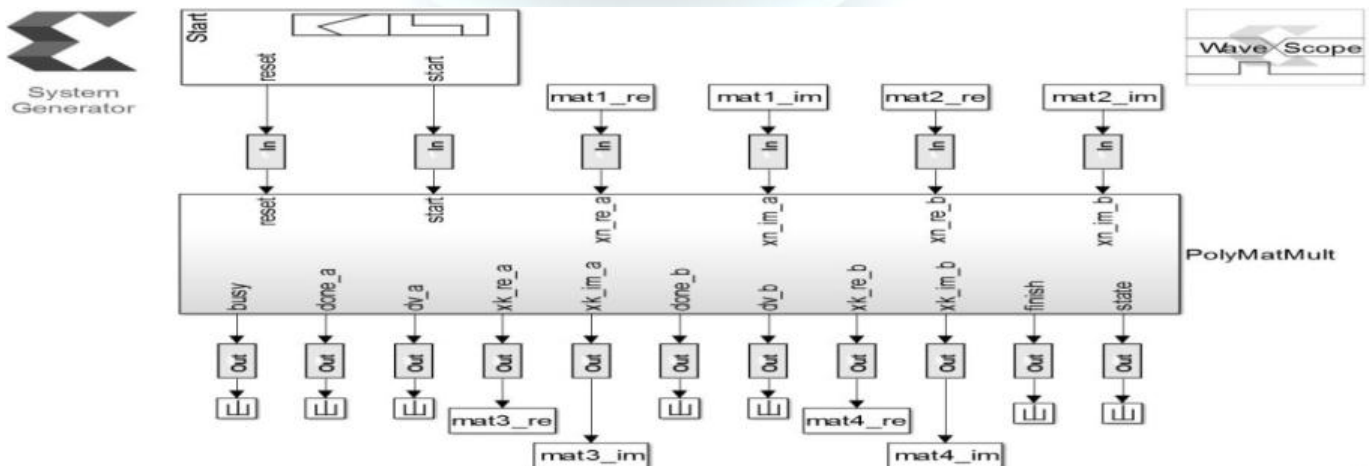 System
Generator
Start
reset
start
Wave Scope
mat1_re
mat1_im
mat2_re
mat2_im
In
In
In
In
In
In
reset
start
xn_re_a
xn_im_a
xn_re_b
xn_im_b
PolyMatMult
busy
done_a
dv_a
xk_re_a
xk_im_a
done_b
dv_b
xk_re_b
xk_im_b
finish
state
Out
Out
Out
Out
Out
Out
Out
Out
Out
Out
Out
mat3_re
mat4_re
mat3_im
mat4_im